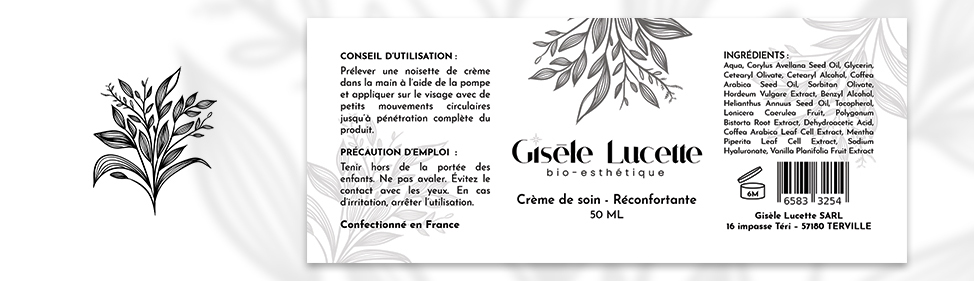 CONSEIL D'UTILISATION :
Prélever une noisette de crème
dans la main à l'aide de la pompe
et appliquer sur le visage avec de
petits mouvements circulaires
jusqu'à pénétration complète du
produit.
PRÉCAUTION D'EMPLOI :
Tenir hors de la portée des
enfants. Ne pas avaler. Évitez le
contact avec les yeux. En cas
d'irritation, arrêter l'utilisation.
Confectionné en France
Gisèle Lucette
bio-esthétique
Crème de soin - Réconfortante
50 ML
INGRÉDIENTS :
Aqua, Corylus Avellana Seed Oil, Glycerin,
Cetearyl Olivate, Cetearyl Alcohol, Coffea
Arabica Seed Oil, Sorbitan Olivate,
Hordeum Vulgare Extract, Benzyl Alcohol,
Helianthus Annuus Seed Oil, Tocopherol,
Lonicera Caerulea Fruit, Polygonum
Bistorta Root Extract, Dehydroacetic Acid,
Coffea Arabica Leaf Cell Extract, Mentha
Piperita Leaf Cell Extract, Sodium
Hyaluronate, Vanilla Planifolia Fruit Extract
6M
6583 3254
Gisèle Lucette SARL
16 impasse Téri – 57180 TERVILLE